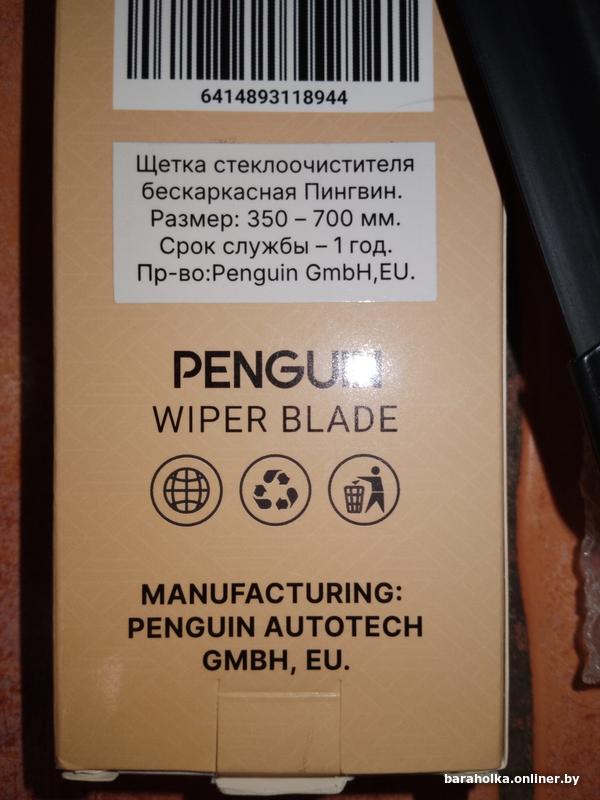 6414893118944
Щетка стеклоочистителя
бескаркасная Пингвин.
Размер: 350 – 700 мм.
Срок службы – 1 год.
Пр-во:Penguin GmbH,EU.
PENGUIN
WIPER BLADE
MANUFACTURING:
PENGUIN AUTOTECH
GMBH, EU.
baraholka.onliner.by